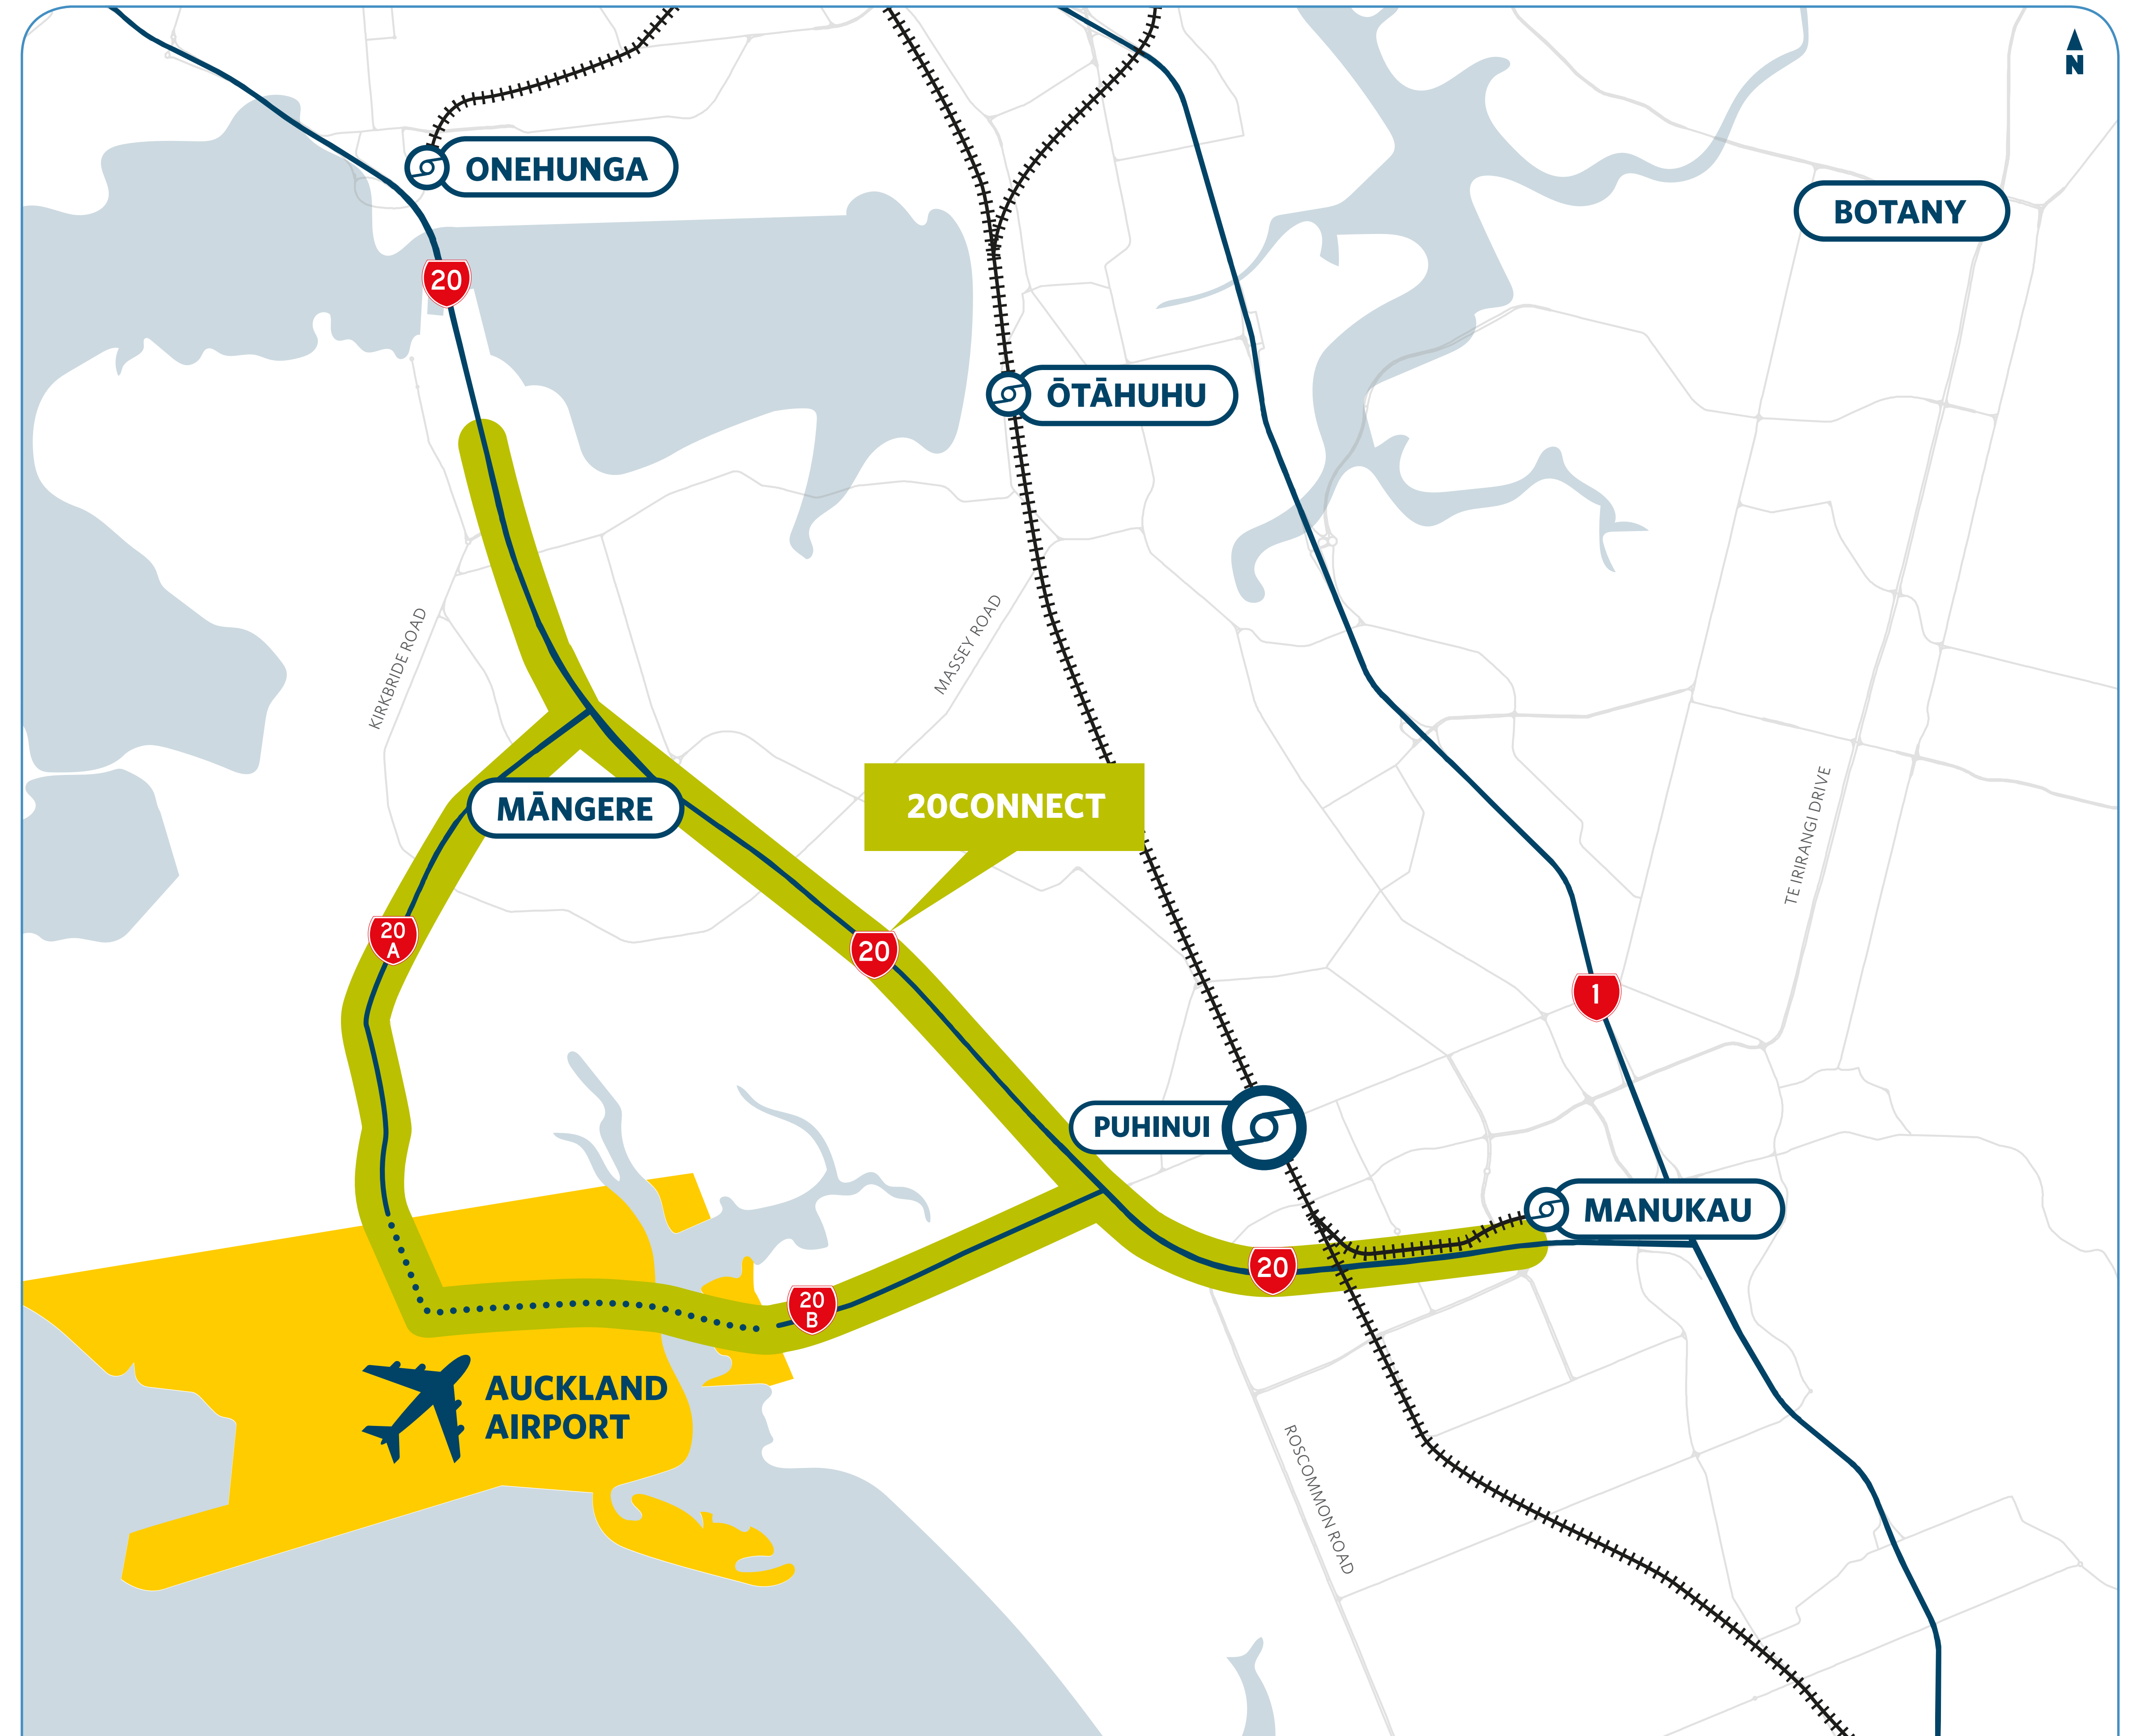 N
ONEHUNGA
BOTANY
20
ŌTĀHUHU
KIRKBRIDE ROAD
MASSEY ROAD
MĀNGERE
20CONNECT
TE IRIRANGI DRIVE
20
A
20
1
PUHINUI
MANUKAU
20
20
B
AUCKLAND
AIRPORT
ROSCOMMON ROAD